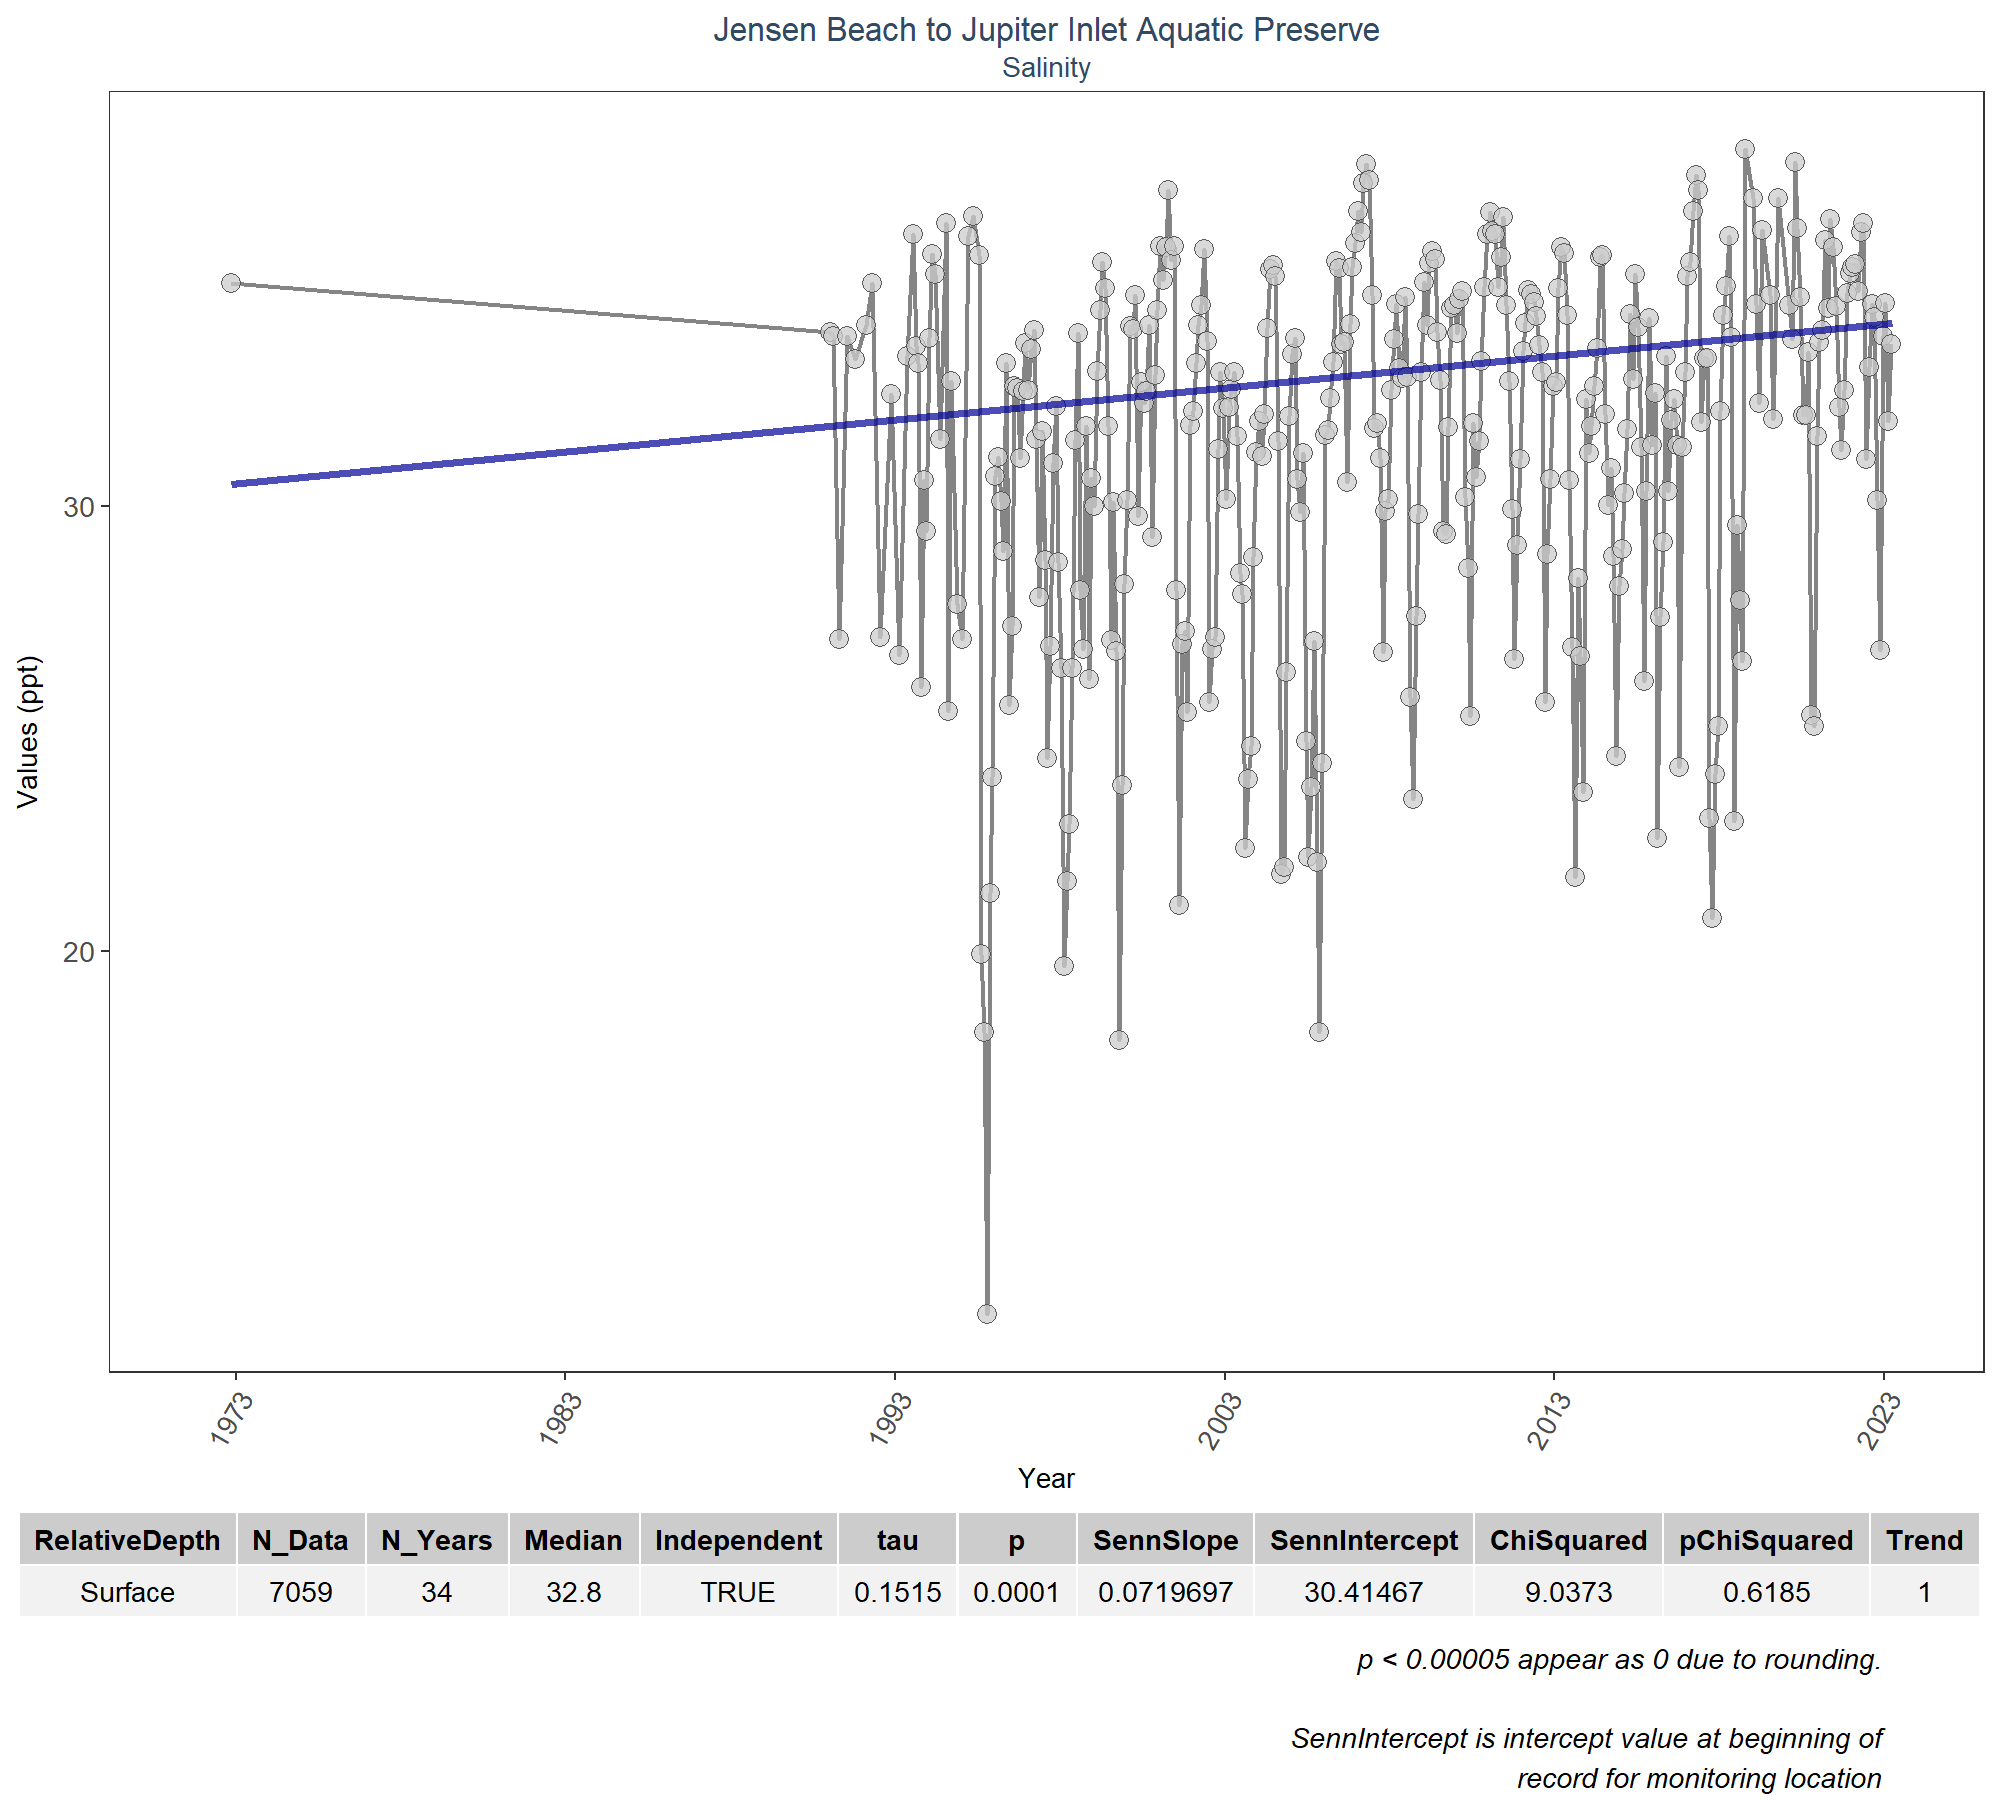 Jensen Beach to Jupiter Inlet Aquatic Preserve
Salinity
Values (ppt)
30
20
1973
1983
1993
2003
2013
2023
Year
RelativeDepth N_Data N_Years Median Independent tau p SennSlope SennIntercept ChiSquared pChiSquared Trend
Surface 7059 34 32.8 TRUE 0.1515 0.0001 0.0719697 30.41467 9.0373 0.6185 1
p < 0.00005 appear as 0 due to rounding.
SennIntercept is intercept value at beginning of
record for monitoring location